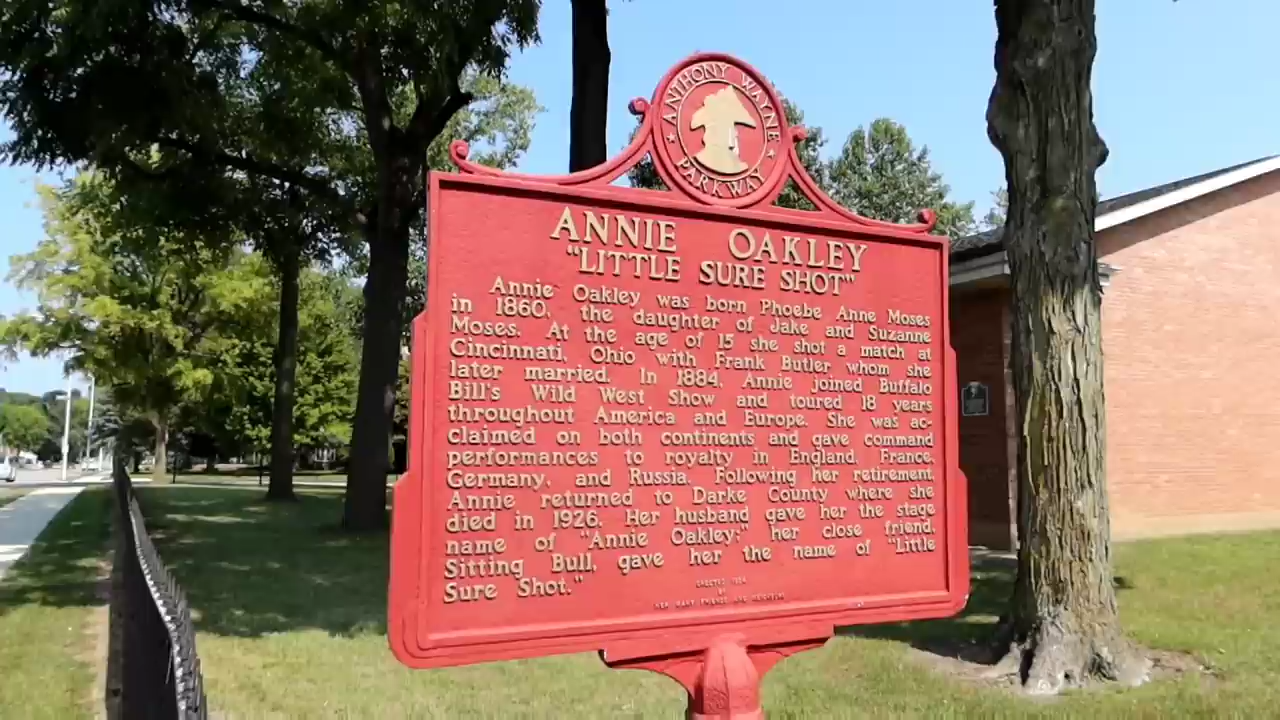 ANTHONY WAYNE
PARKWAY
ANNIE OAKLEY
"LITTLE SURE SHOT"
Annie Oakley was born Phoebe Anne Moses
in 1860, the daughter of Jake and Suzanne
Moses. At the age of 15 she shot a match at
Cincinnati, Ohio with Frank Butler whom she
later married. In 1884, Annie joined Buffalo
Bill's Wild West Show and toured 18 years
throughout America and Europe. She was ac-
claimed on both continents and gave command
performances to royalty in England, France,
Germany, and Russia. Following her retirement,
Annie returned to Darke County where she
died in 1926. Her husband gave her the stage
name of "Annie Oakley;" her close friend,
Sitting Bull, gave her the name of "Little
Sure Shot."
ERECTED
BY
HER MANY FRIENDS AND